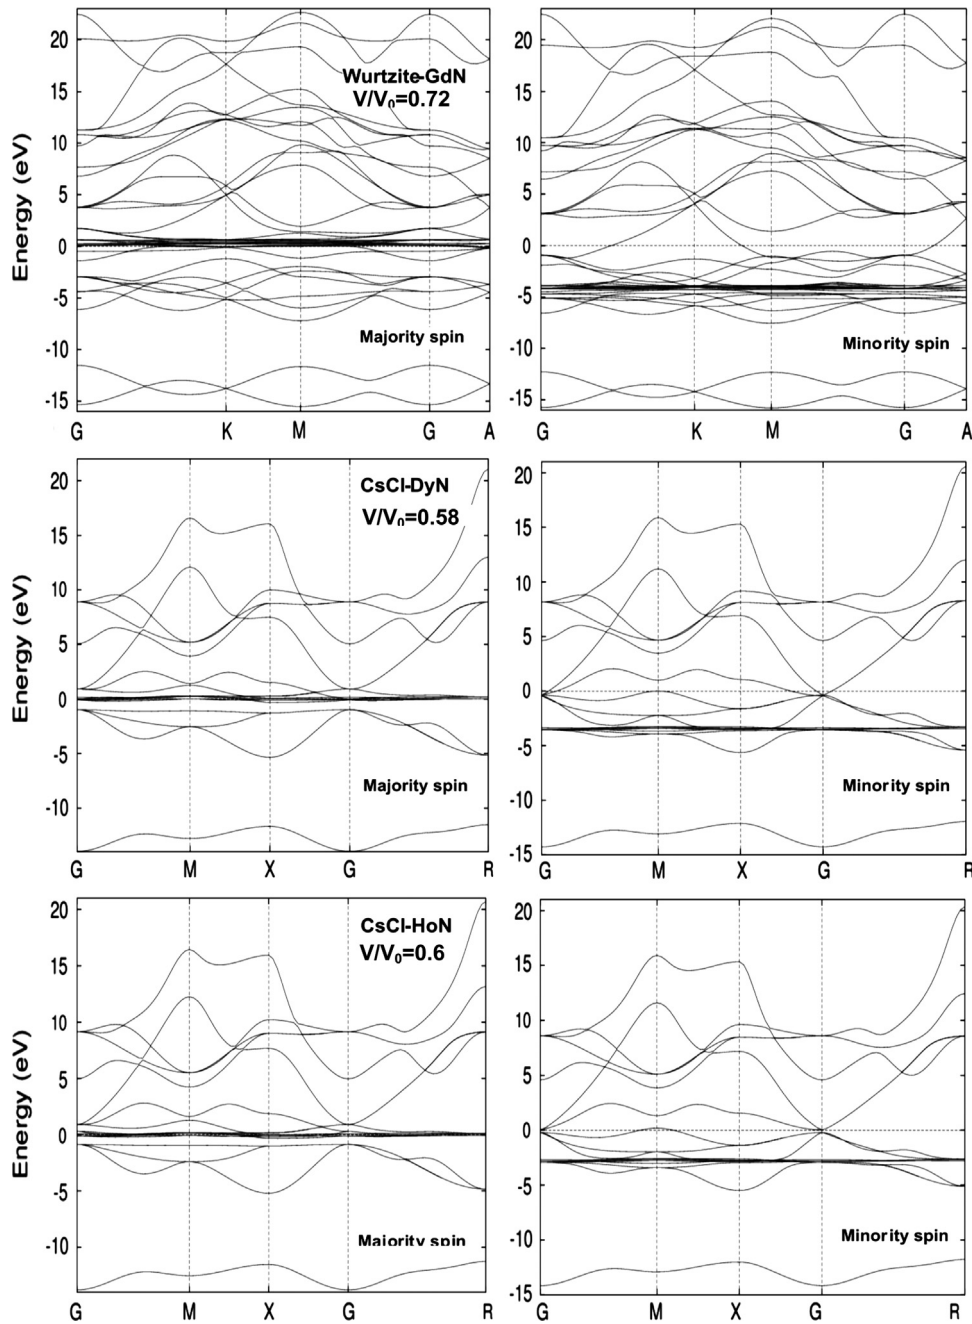 Energy (eV)
20
15
10
5
0
-5
-10
-15
Wurtzite-GdN
V/V₀=0.72
Majority spin
G K M G A
20
15
10
5
0
-5
-10
-15
Minority spin
G K M G A
Energy (eV)
20
15
10
5
0
-5
-10
CsCl-DyN
V/V₀=0.58
Majority spin
G M X G R
20
15
10
5
0
-5
-10
-15
Minority spin
G M X G R
Energy (eV)
20
15
10
5
0
-5
-10
CsCl-HoN
V/V₀=0.6
Majority spin
G M X G R
20
15
10
5
0
-5
-10
-15
Minority spin
G M X G R